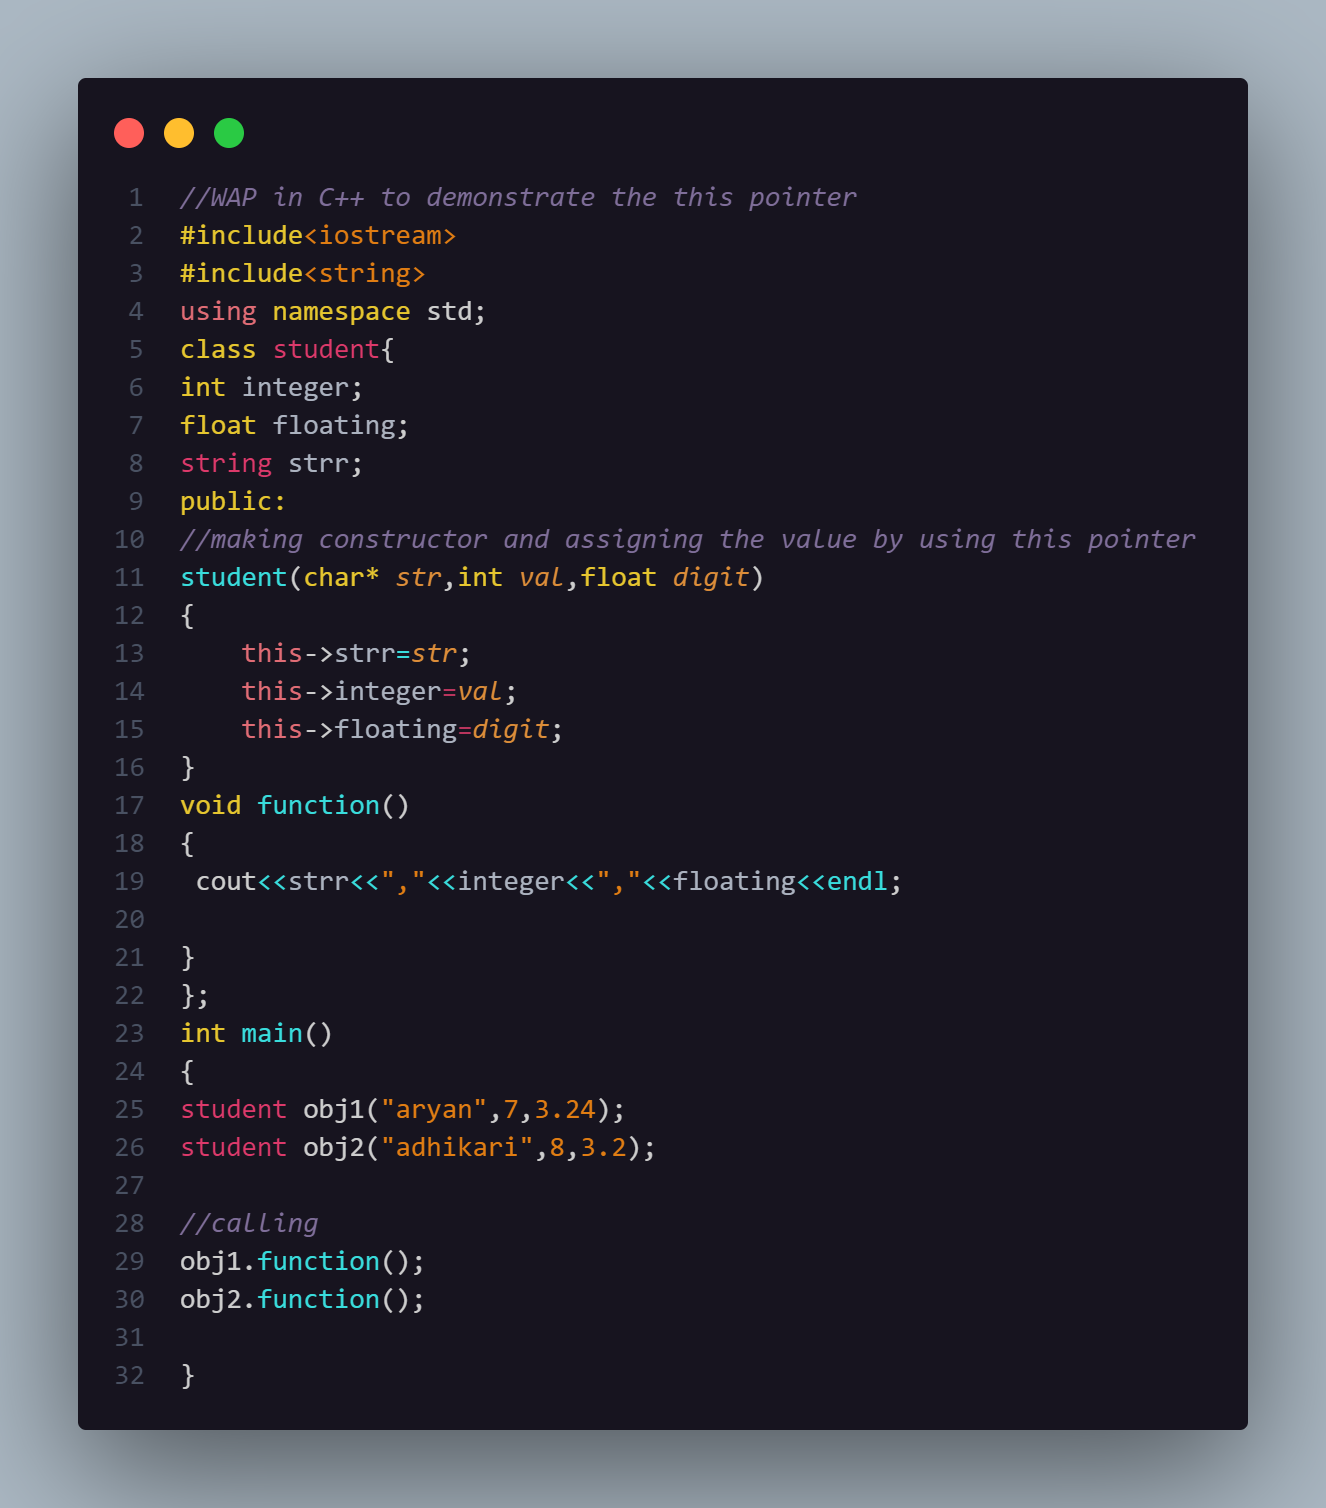 1 //WAP in C++ to demonstrate the this pointer
2 #include<iostream>
3 #include<string>
4 using namespace std;
5 class student{
6 int integer;
7 float floating;
8 string strr;
9 public:
10 //making constructor and assigning the value by using this pointer
11 student(char* str,int val,float digit)
12 {
13     this->strr=str;
14     this->integer=val;
15     this->floating=digit;
16 }
17 void function()
18 {
19  cout<<strr<<","<<integer<<","<<floating<<endl;
20
21 }
22 };
23 int main()
24 {
25 student obj1("aryan",7,3.24);
26 student obj2("adhikari",8,3.2);
27
28 //calling
29 obj1.function();
30 obj2.function();
31
32 }